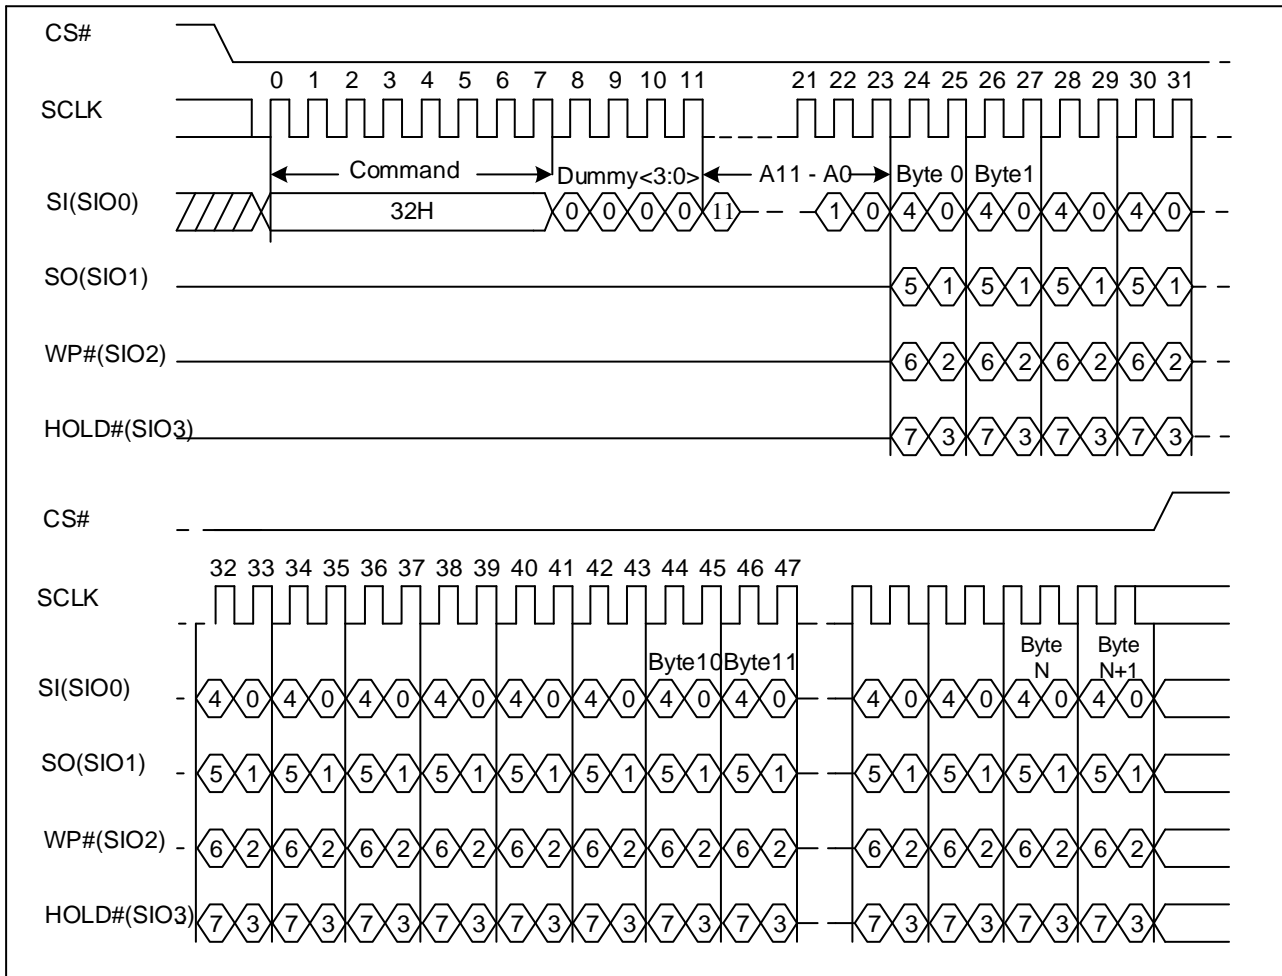 CS#
0 1 2 3 4 5 6 7 8 9 10 11 21 22 23 24 25 26 27 28 29 30 31
SCLK
Command Dummy<3:0> A11 - A0 Byte 0 Byte1
SI(SIO0) 32H 0 0 0 0 11 1 0 4 0 4 0 4 0 4 0
SO(SIO1) 5 1 5 1 5 1 5 1
WP#(SIO2) 6 2 6 2 6 2 6 2
HOLD#(SIO3) 7 3 7 3 7 3 7 3
CS#
32 33 34 35 36 37 38 39 40 41 42 43 44 45 46 47
SCLK
Byte10 Byte11 Byte N Byte N+1
SI(SIO0) 4 0 4 0 4 0 4 0 4 0 4 0 4 0 4 0 4 0 4 0 4 0 4 0
SO(SIO1) 5 1 5 1 5 1 5 1 5 1 5 1 5 1 5 1 5 1 5 1 5 1 5 1
WP#(SIO2) 6 2 6 2 6 2 6 2 6 2 6 2 6 2 6 2 6 2 6 2 6 2 6 2
HOLD#(SIO3) 7 3 7 3 7 3 7 3 7 3 7 3 7 3 7 3 7 3 7 3 7 3 7 3